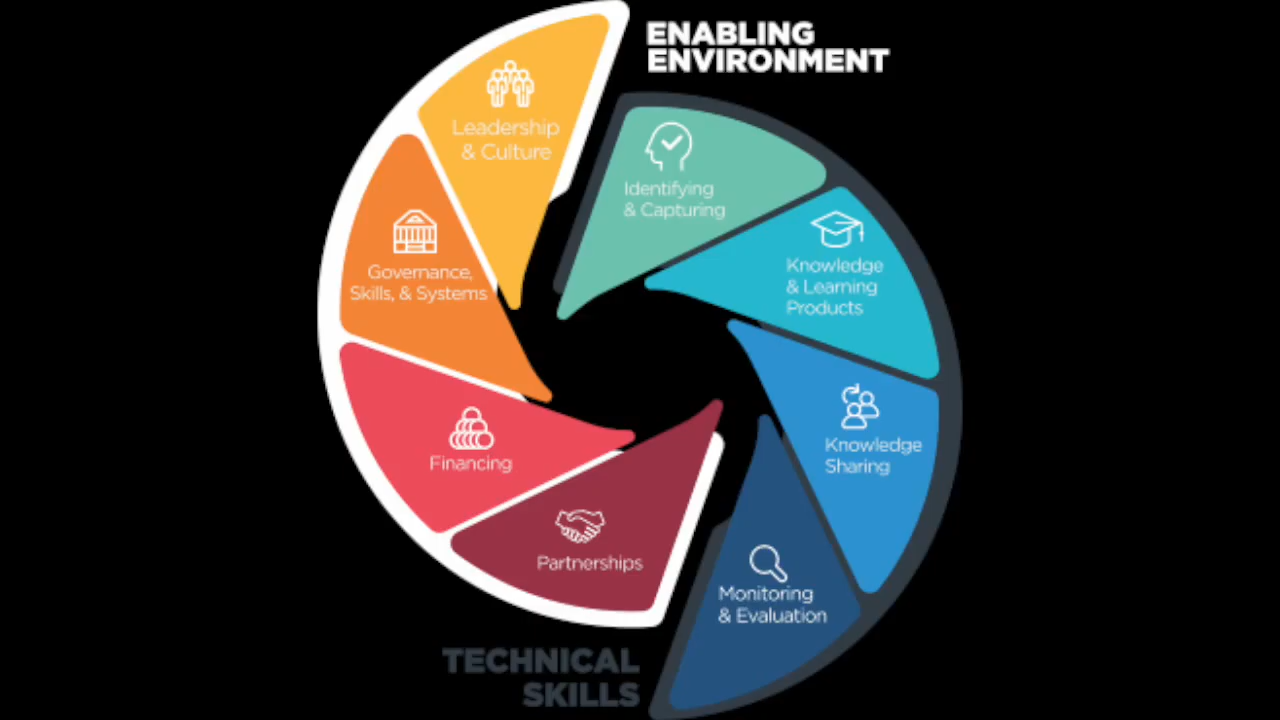 ENABLING
ENVIRONMENT
Leadership
& Culture
Governance,
Skills, & Systems
Financing
Partnerships
Identifying
& Capturing
Knowledge
& Learning
Products
Knowledge
Sharing
Monitoring
& Evaluation
TECHNICAL
SKILLS